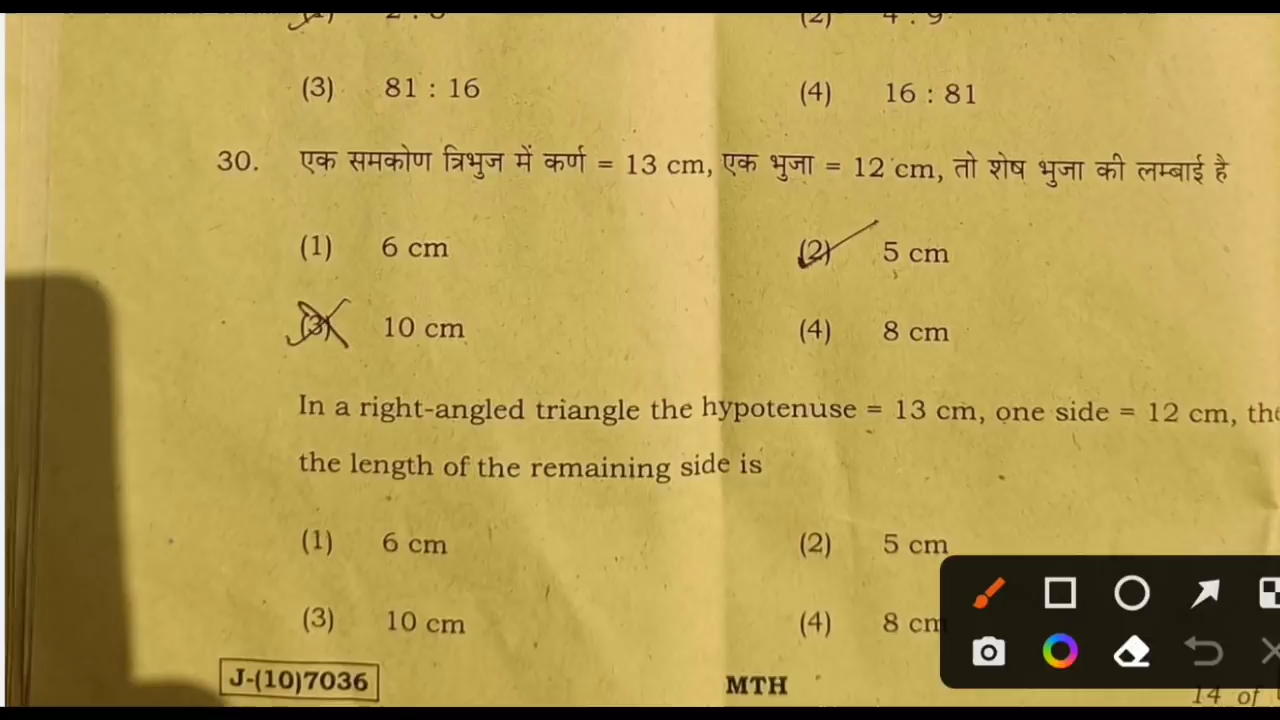 (3) 81 : 16 (4) 16 : 81
30. एक समकोण त्रिभुज में कर्ण = 13 cm, एक भुजा = 12 cm, तो शेष भुजा की लम्बाई है
(1) 6 cm (2) 5 cm
(3) 10 cm (4) 8 cm
In a right-angled triangle the hypotenuse = 13 cm, one side = 12 cm,
the length of the remaining side is
(1) 6 cm (2) 5 cm
(3) 10 cm (4) 8 cm
J-(10)7036 MTH 14 of